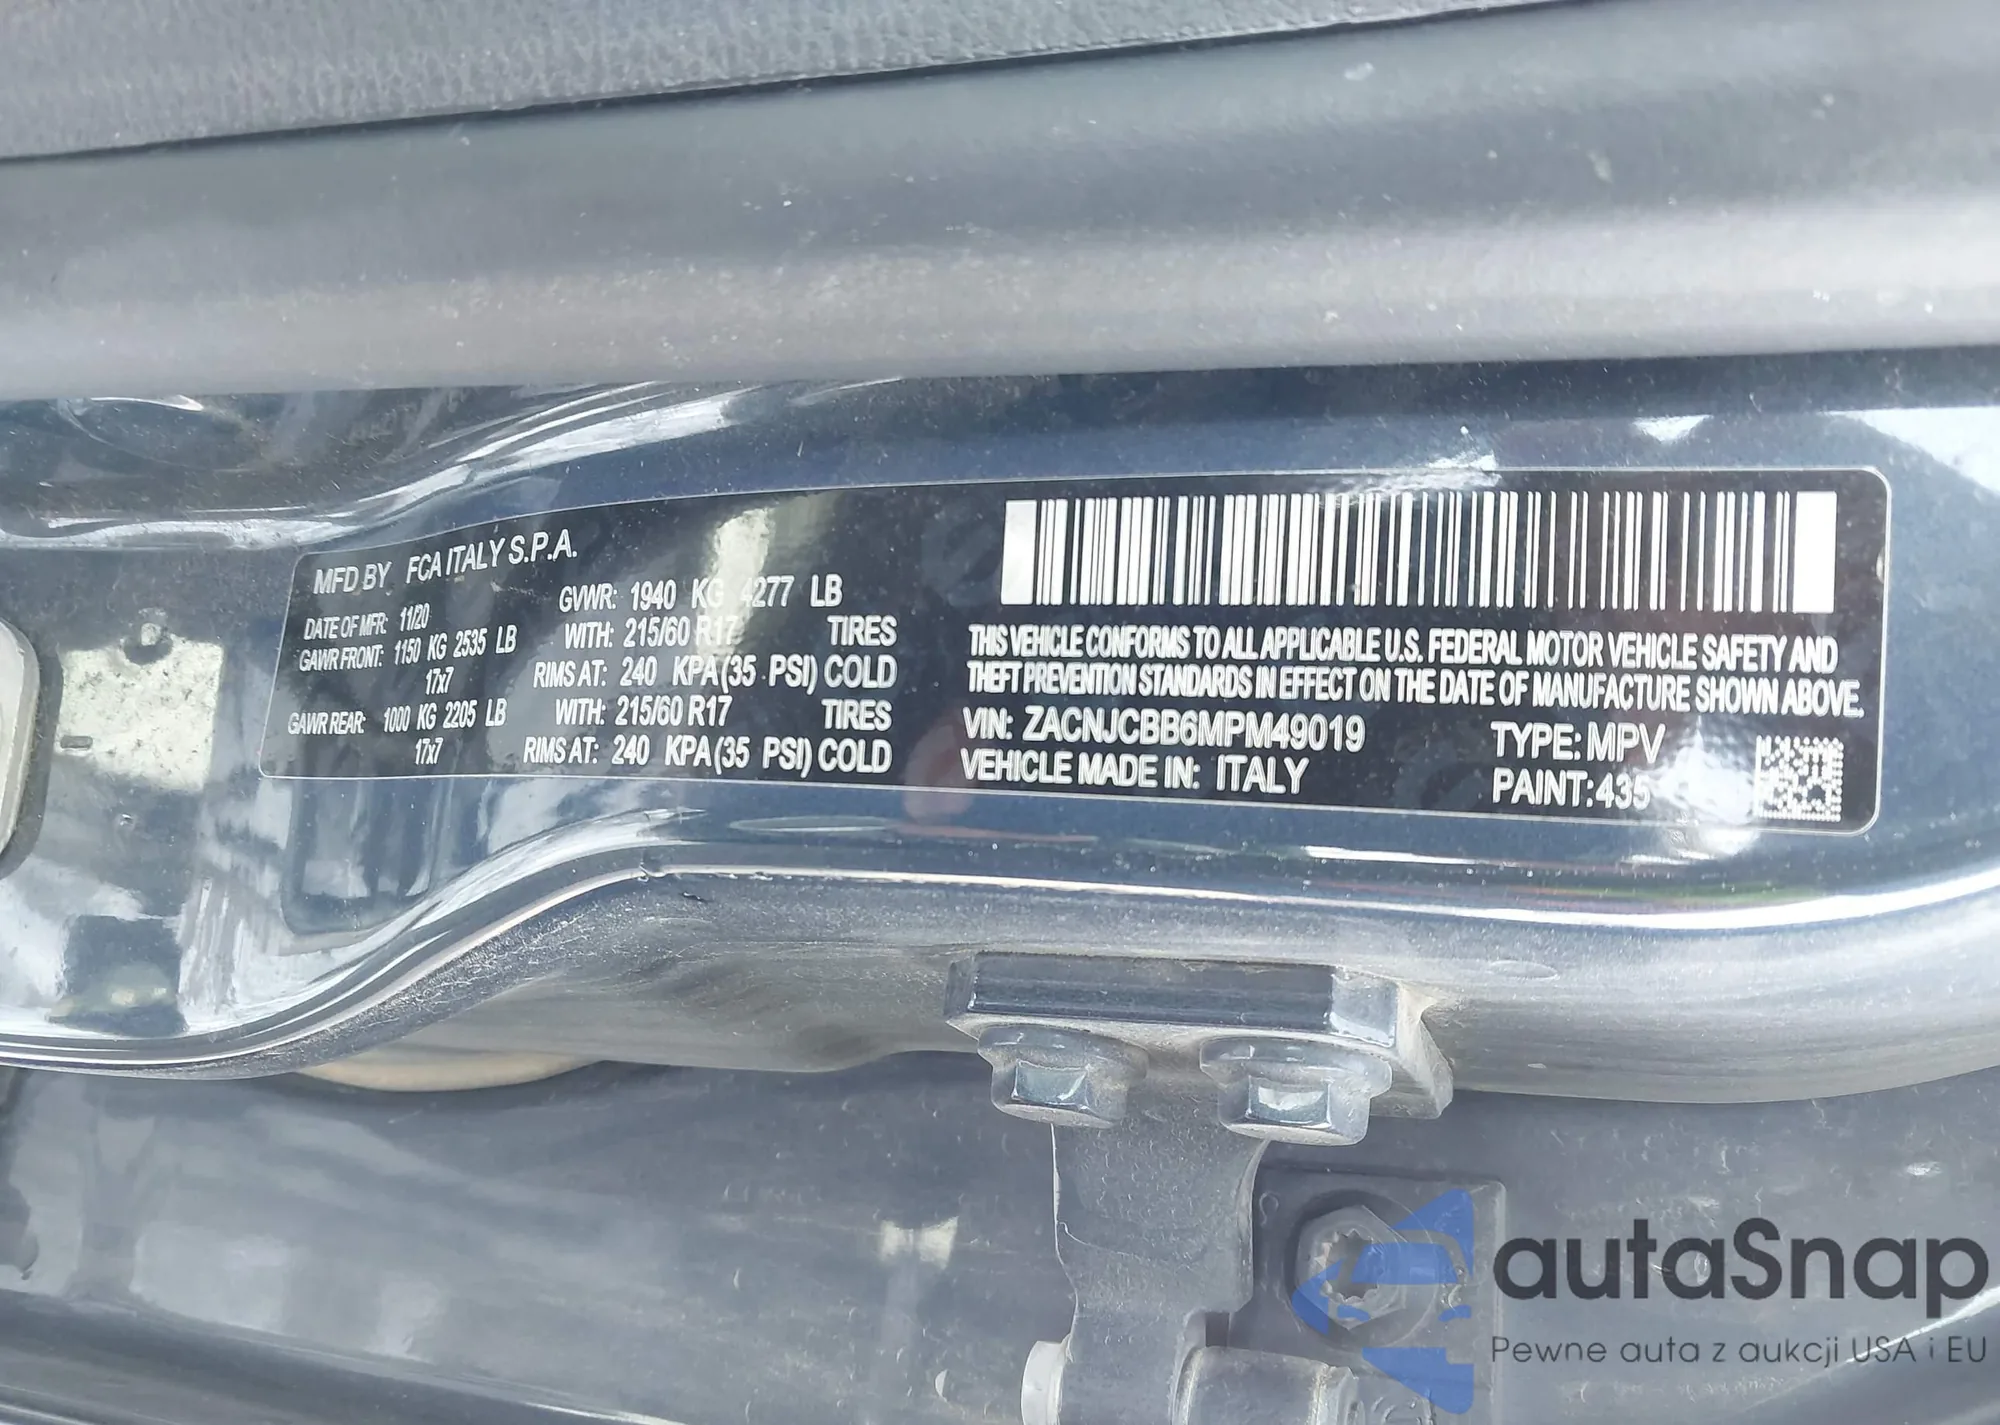 MFD BY FCA ITALY S.P.A.
DATE OF MFR: 11/20 GVWR: 1940 KG 4277 LB
GAWR FRONT: 1150 KG 2535 LB WITH: 215/60 R17 TIRES
17x7 RIMS AT: 240 KPA (35 PSI) COLD
GAWR REAR: 1000 KG 2205 LB WITH: 215/60 R17 TIRES
17x7 RIMS AT: 240 KPA (35 PSI) COLD
THIS VEHICLE CONFORMS TO ALL APPLICABLE U.S. FEDERAL MOTOR VEHICLE SAFETY AND
THEFT PREVENTION STANDARDS IN EFFECT ON THE DATE OF MANUFACTURE SHOWN ABOVE.
VIN: ZACNJCBB6MPM49019 TYPE: MPV
VEHICLE MADE IN: ITALY PAINT: 435
autaSnap
Pewne auta z aukcji USA i EU